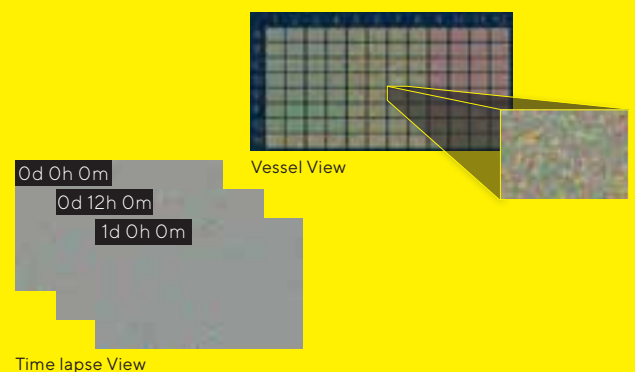 Vessel View
0d 0h 0m
0d 12h 0m
1d 0h 0m
Time lapse View